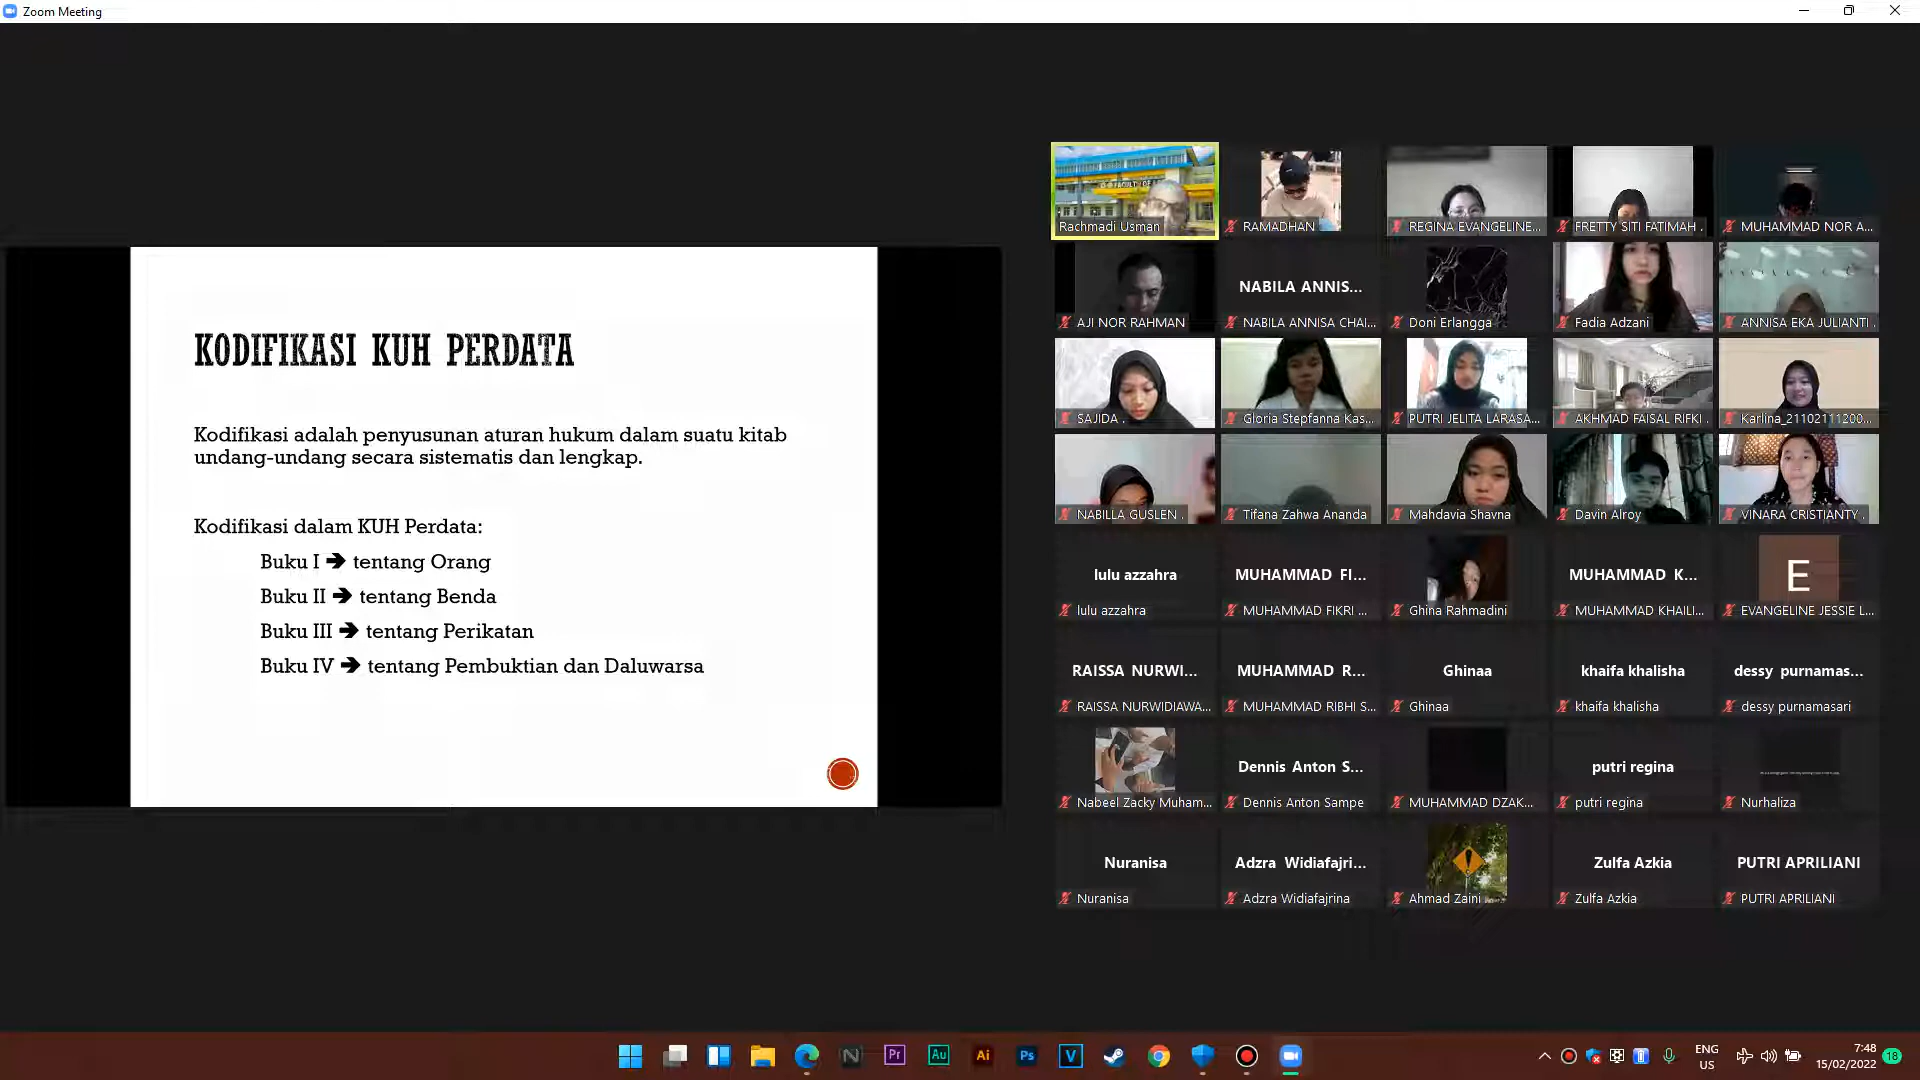 Zoom Meeting
KODIFIKASI KUH PERDATA
Kodifikasi adalah penyusunan aturan hukum dalam suatu kitab
undang-undang secara sistematis dan lengkap.
Kodifikasi dalam KUH Perdata:
Buku I 🡺 tentang Orang
Buku II 🡺 tentang Benda
Buku III 🡺 tentang Perikatan
Buku IV 🡺 tentang Pembuktian dan Daluwarsa
Rachmadi Usman
RAMADHAN
REGINA EVANGELINE...
FRETTY SITI FATIMAH .
MUHAMMAD NOR A...
AJI NOR RAHMAN
NABILA ANNIS...
NABILA ANNISA CHAI...
Doni Erlangga
Fadia Adzani
ANNISA EKA JULIANTI .
SAJIDA .
Gloria Stepfanna Kas...
PUTRI JELITA LARASA...
AKHMAD FAISAL RIFKI .
Karlina_21102111200...
NABILLA GUSLEN .
Tifana Zahwa Ananda
Mahdavia Shavna
Davin Alroy
VINARA CRISTIANTY .
lulu azzahra
MUHAMMAD FI...
MUHAMMAD K...
E
lulu azzahra
MUHAMMAD FIKRI ...
Ghina Rahmadini
MUHAMMAD KHAILI...
EVANGELINE JESSIE L...
RAISSA NURWI...
MUHAMMAD R...
Ghinaa
khaifa khalisha
dessy purnamas...
RAISSA NURWIDIAWA...
MUHAMMAD RIBHI S...
Ghinaa
khaifa khalisha
dessy purnamasari
Dennis Anton S...
putri regina
Nabeel Zacky Muham...
Dennis Anton Sampe
MUHAMMAD DZAK...
putri regina
Nurhaliza
Nuranisa
Adzra Widiafajri...
Zulfa Azkia
PUTRI APRILIANI
Nuranisa
Adzra Widiafajrina
Ahmad Zaini
Zulfa Azkia
PUTRI APRILIANI
N
Pr
Au
Ai
Ps
V
ENG
US
7:48
15/02/2022
18